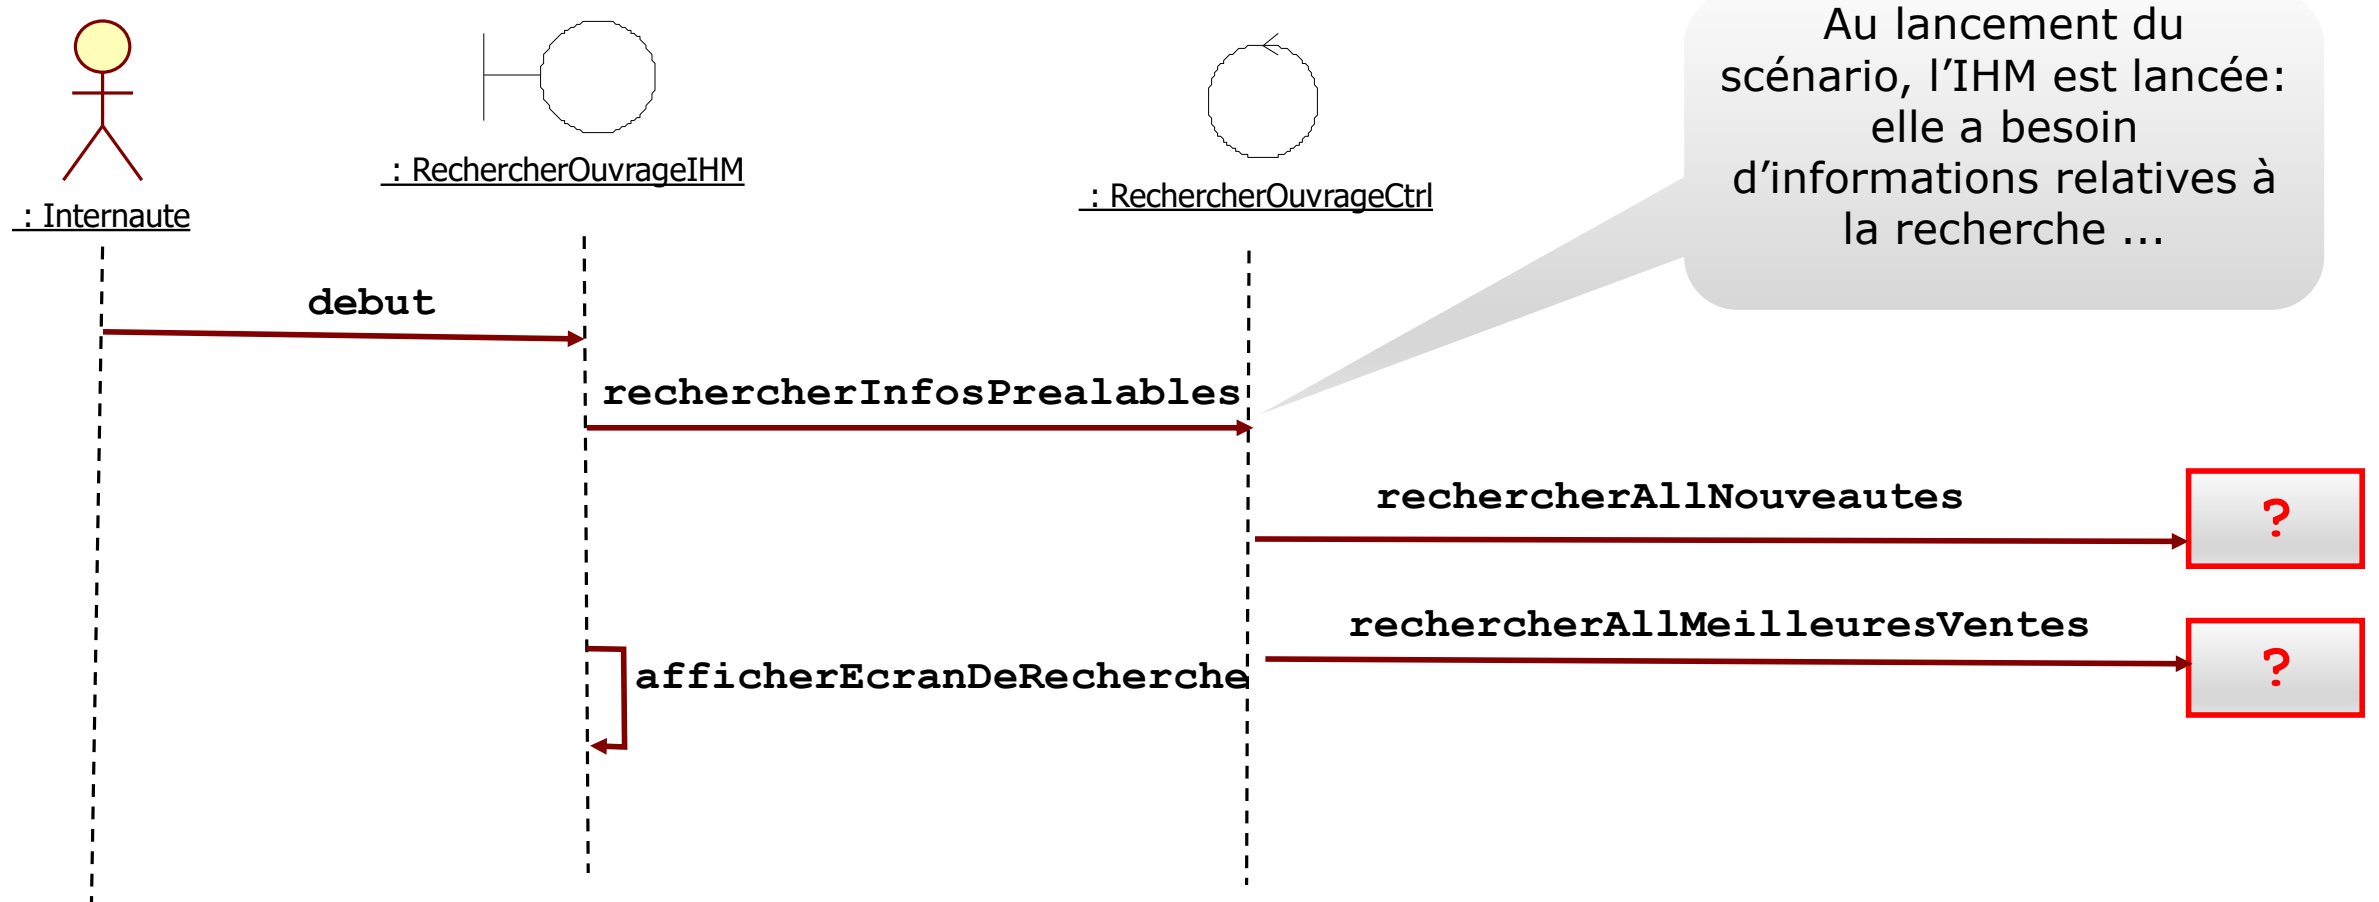 Au lancement du
scénario, l'IHM est lancée:
elle a besoin
d'informations relatives à
la recherche ...
: Internaute
: RechercherOuvrageIHM
: RechercherOuvrageCtrl
debut
rechercherInfosPrealables
rechercherAllNouveautes
?
rechercherAllMeilleuresVentes
?
afficherEcranDeRecherche